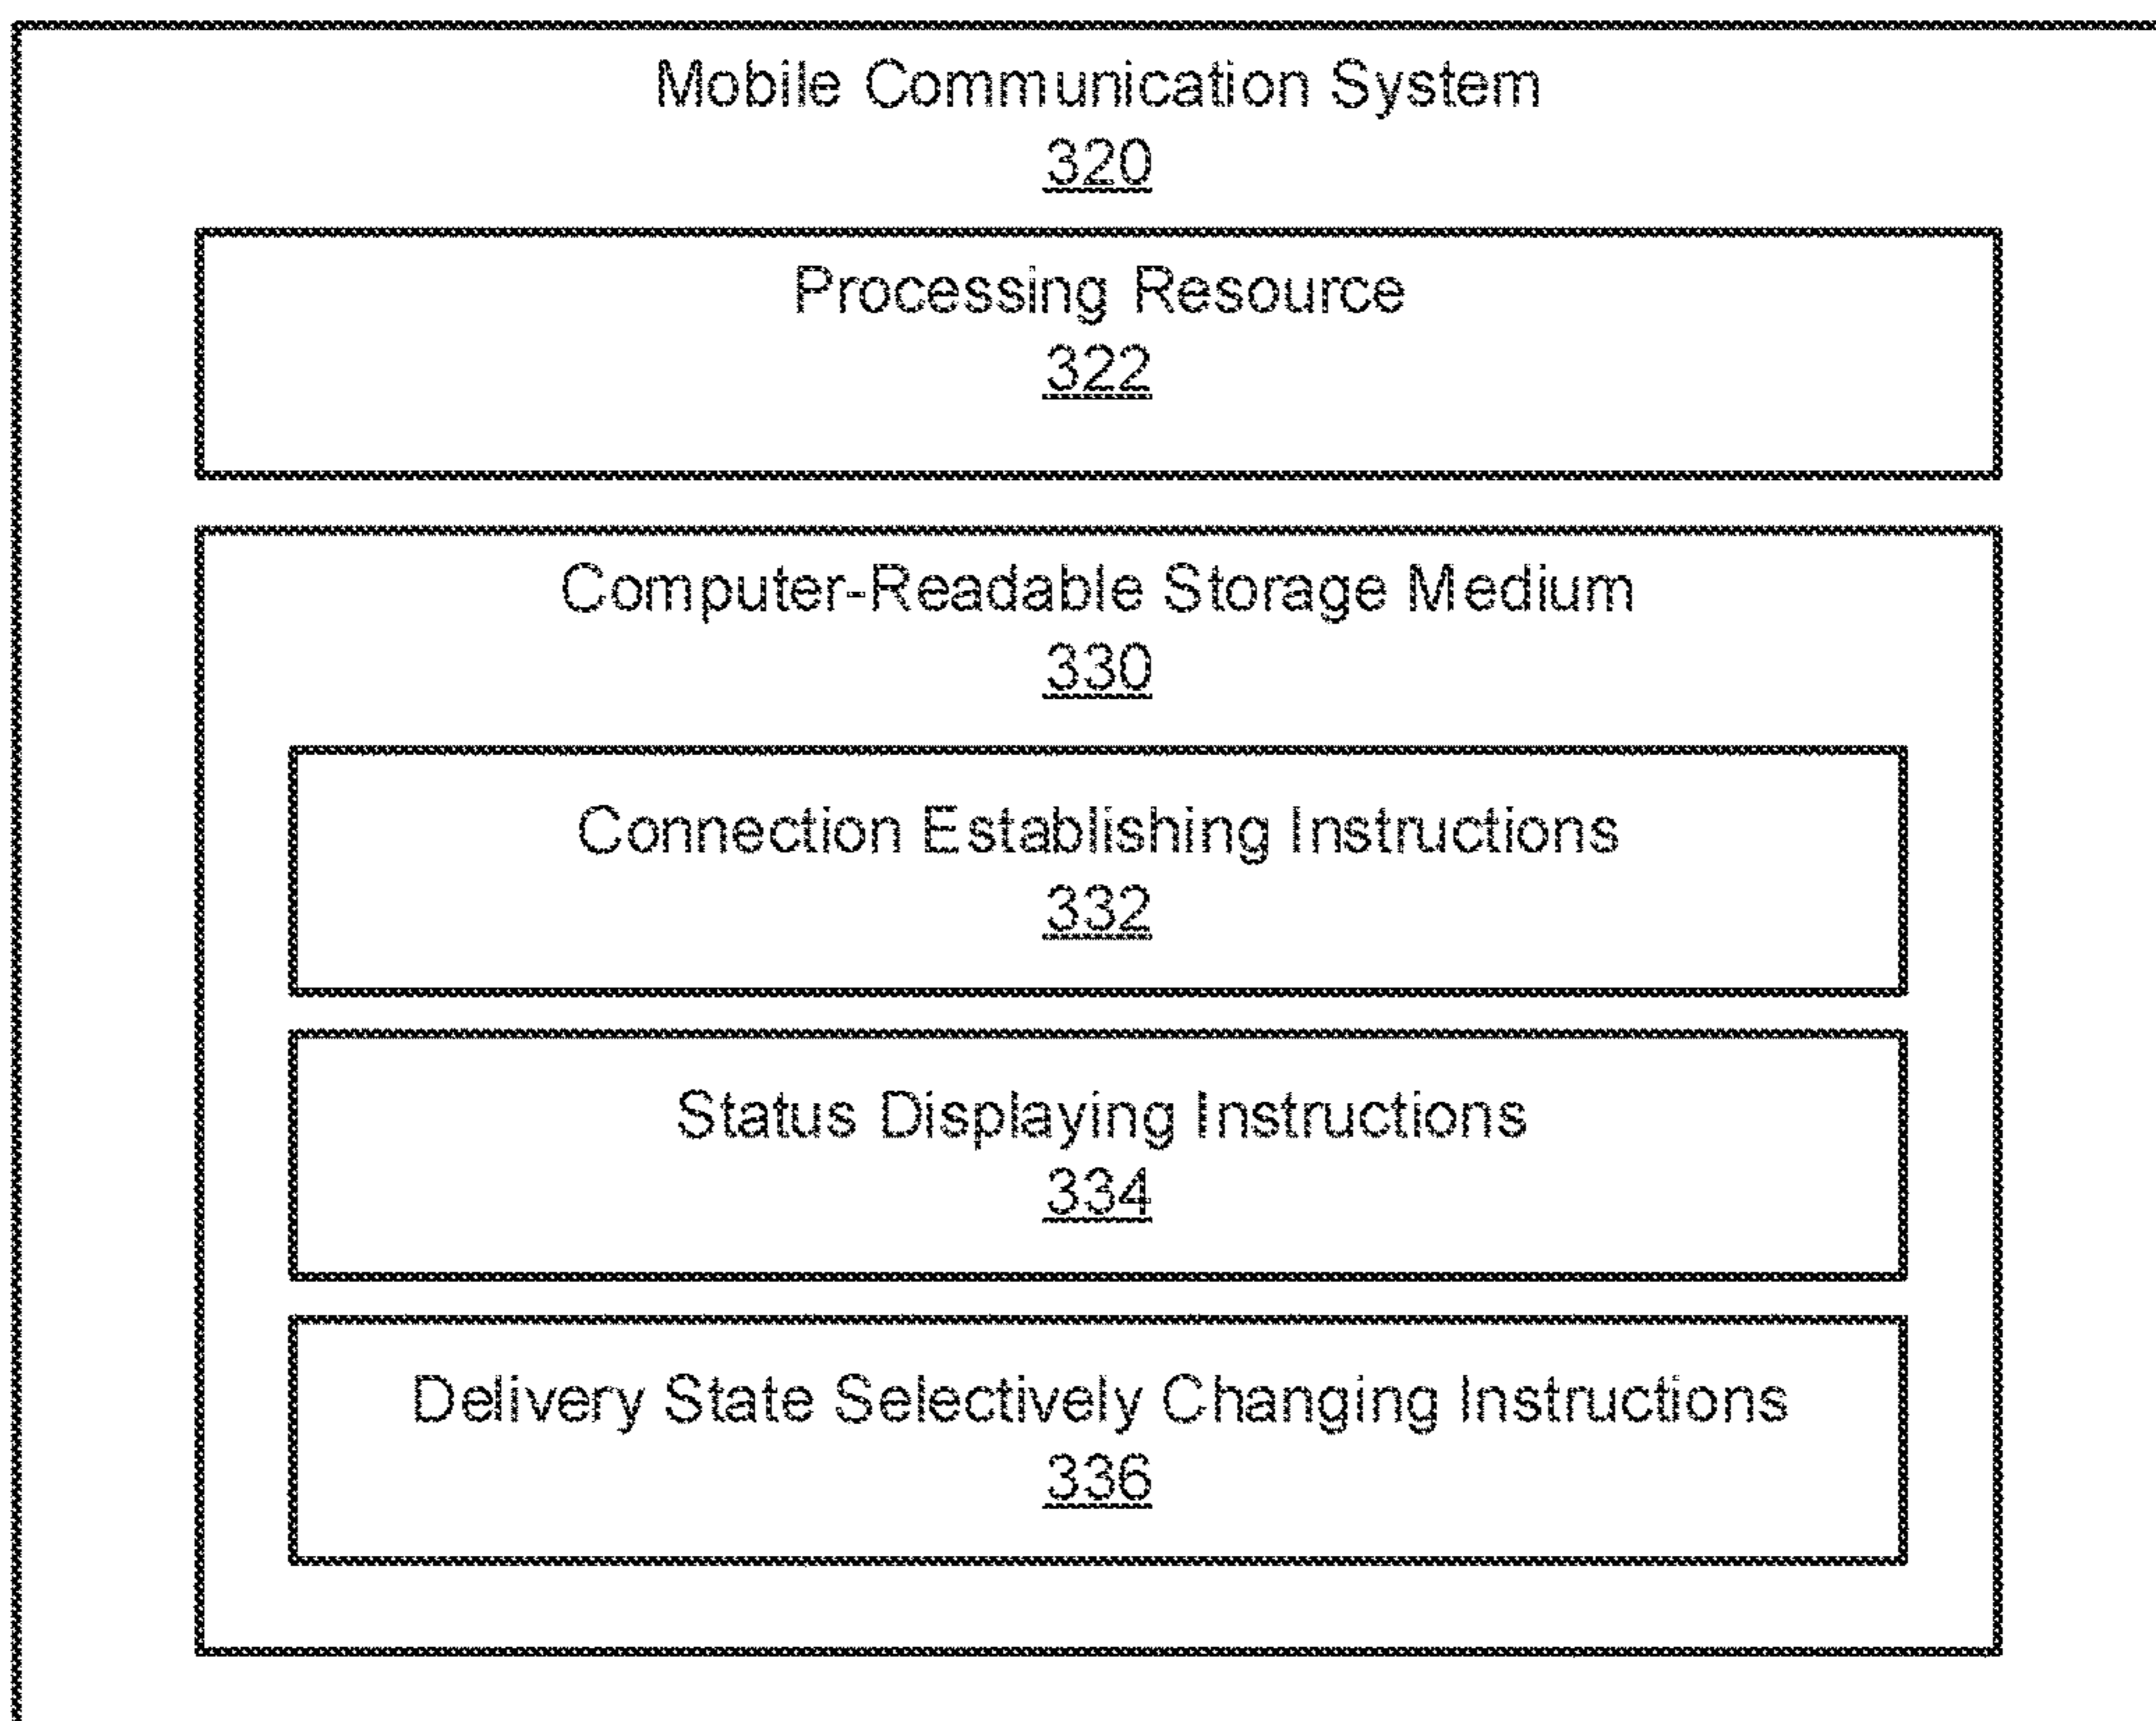 Mobile Communication System
320
Processing Resource
322
Computer-Readable Storage Medium
330
Connection Establishing Instructions
332
Status Displaying Instructions
334
Delivery State Selectively Changing Instructions
336